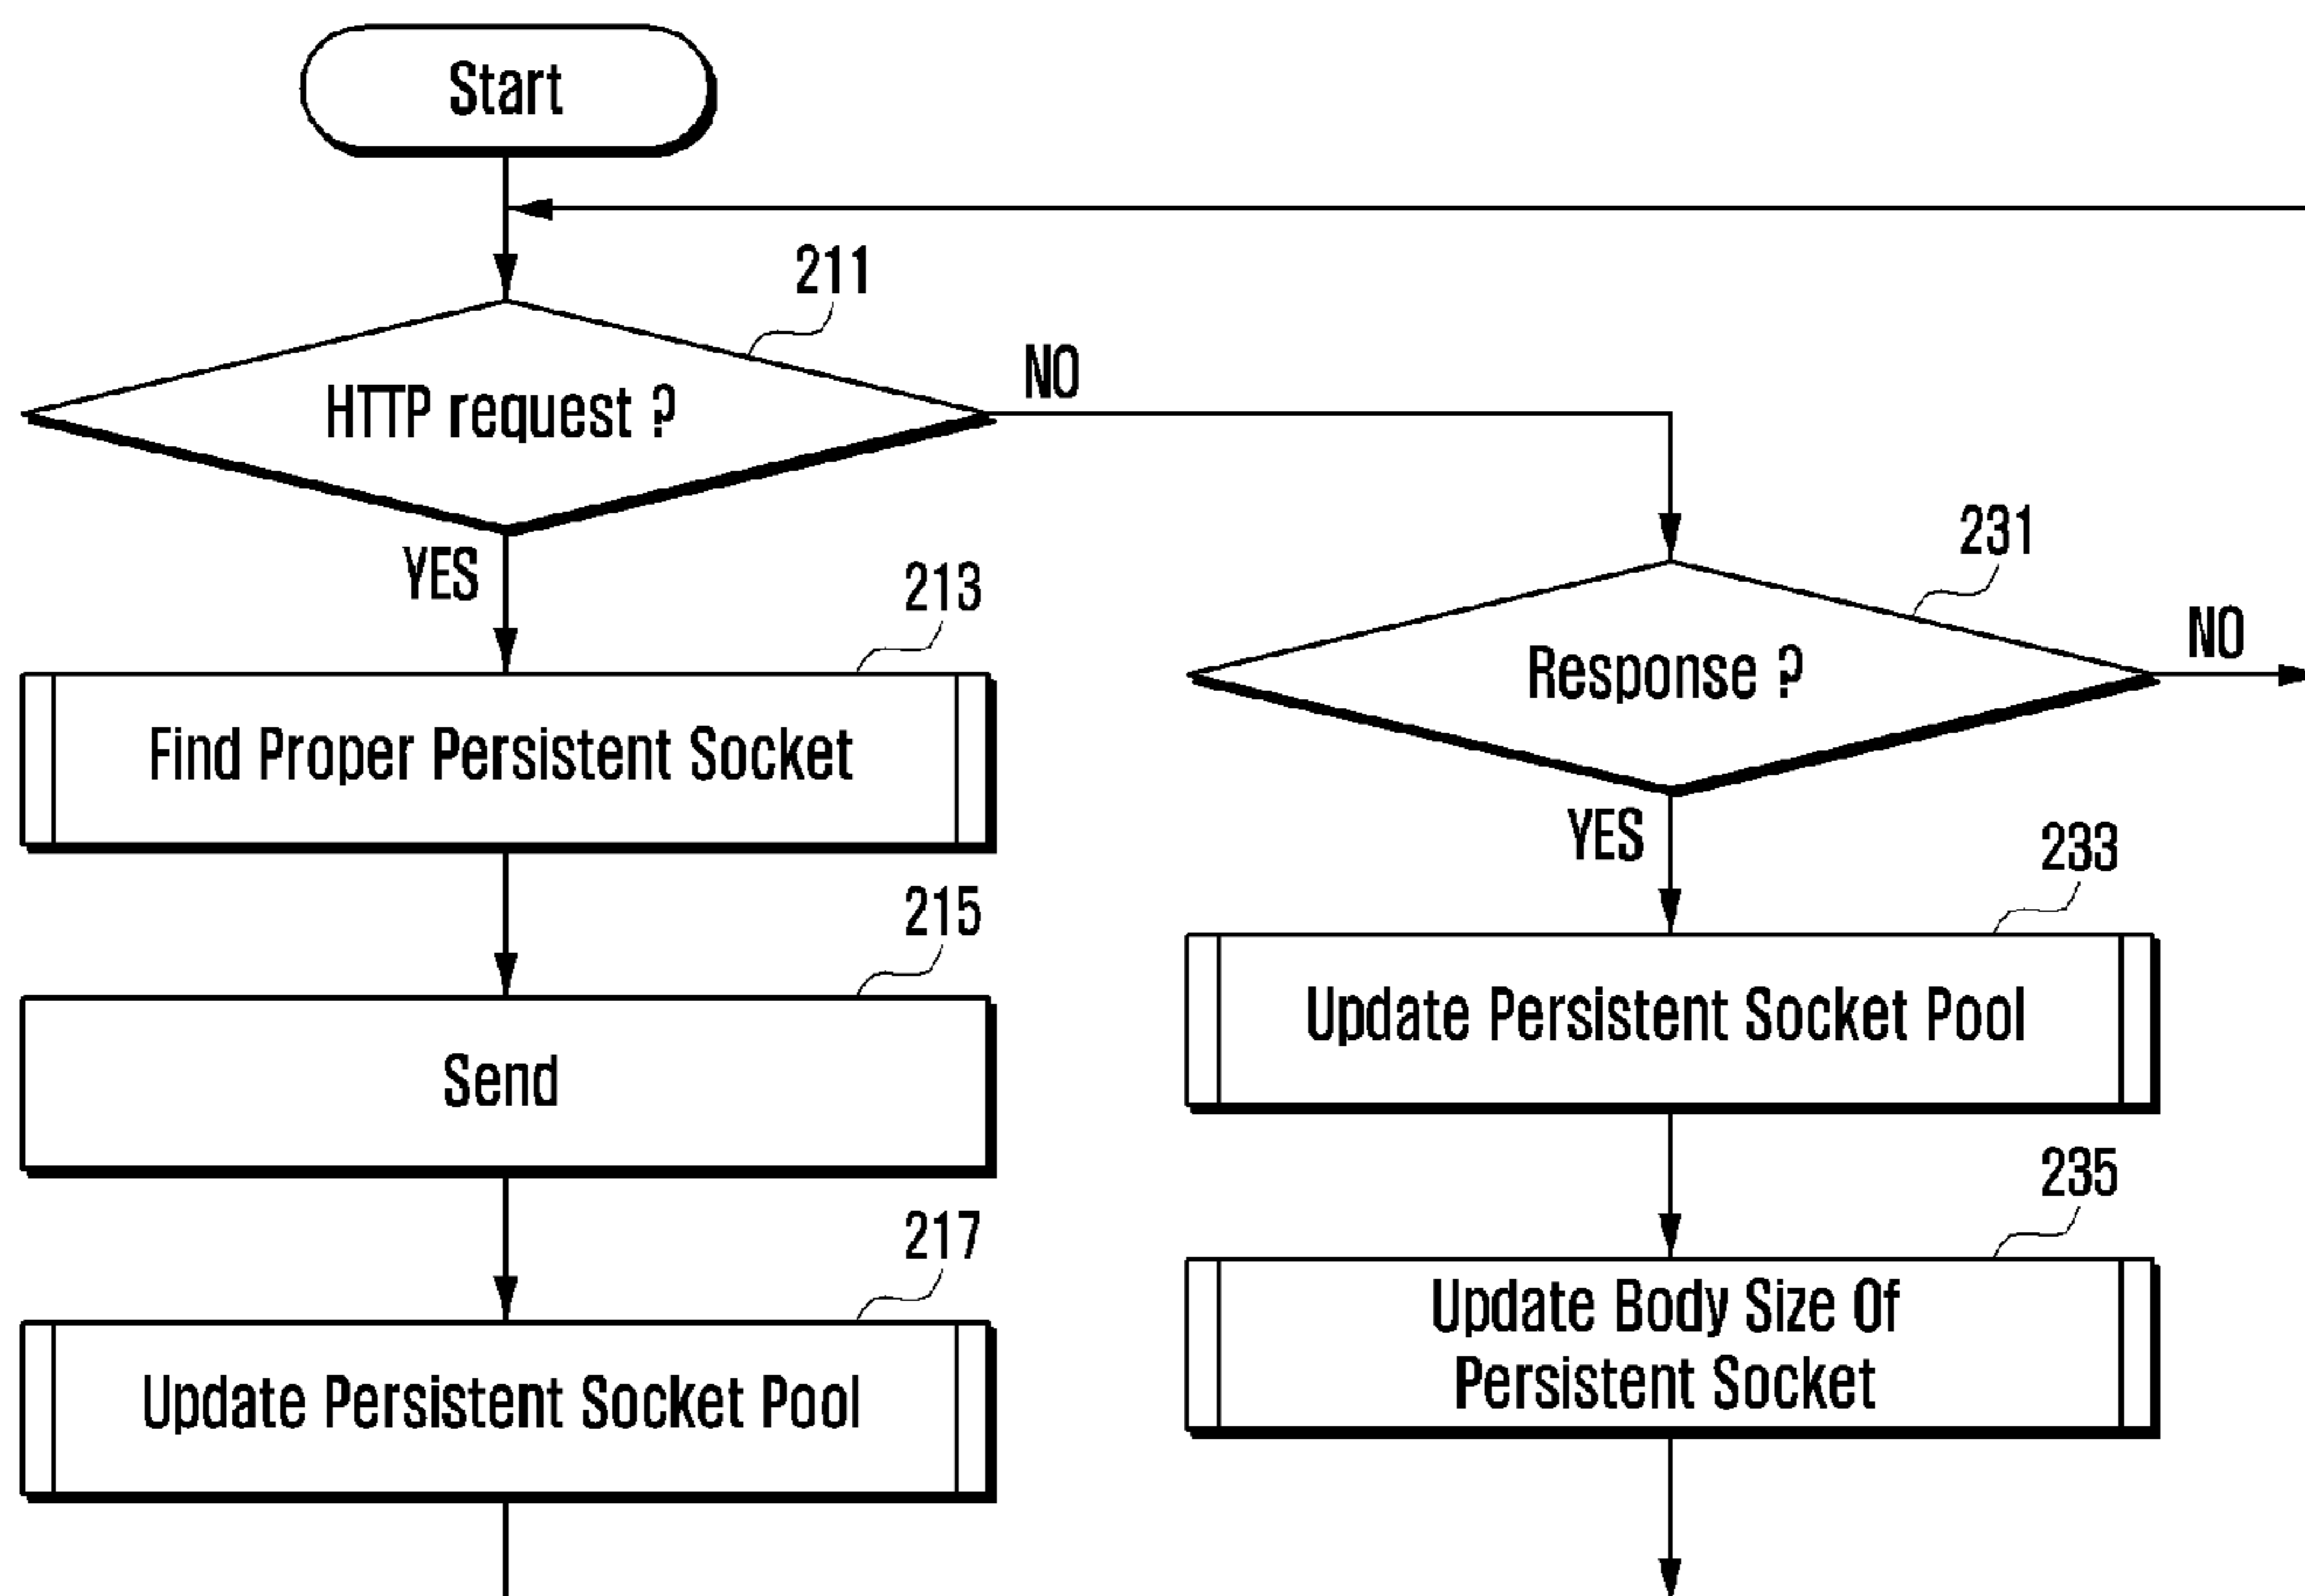 Start
211
HTTP request ?
NO
YES
213
Find Proper Persistent Socket
215
Send
217
Update Persistent Socket Pool
231
Response ?
NO
YES
233
Update Persistent Socket Pool
235
Update Body Size Of
Persistent Socket